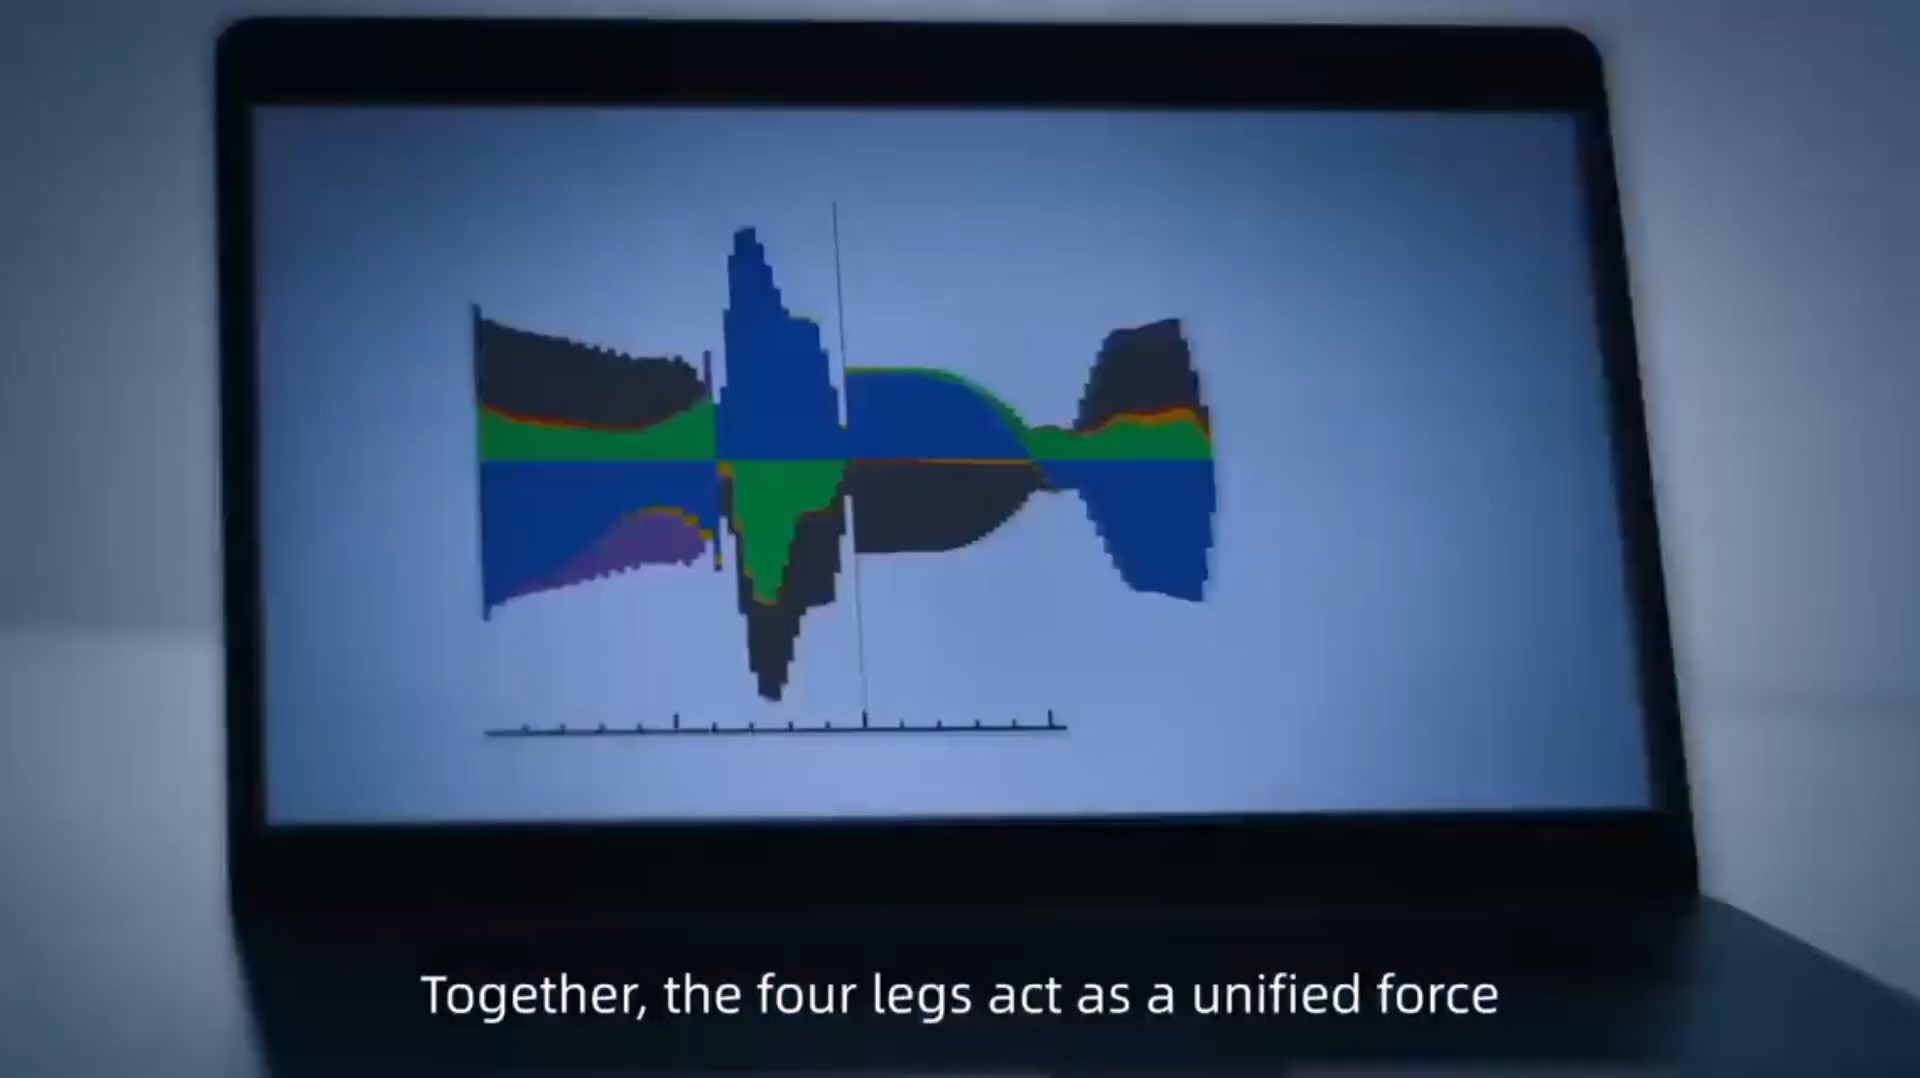 Together, the four legs act as a unified force